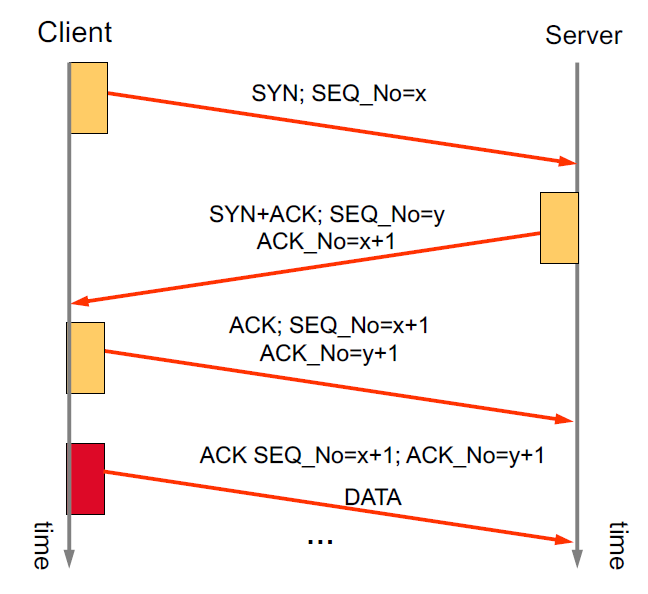 Client
Server
SYN; SEQ_No=x
SYN+ACK; SEQ_No=y
ACK_No=x+1
ACK; SEQ_No=x+1
ACK_No=y+1
ACK SEQ_No=x+1; ACK_No=y+1
DATA
...
time
time